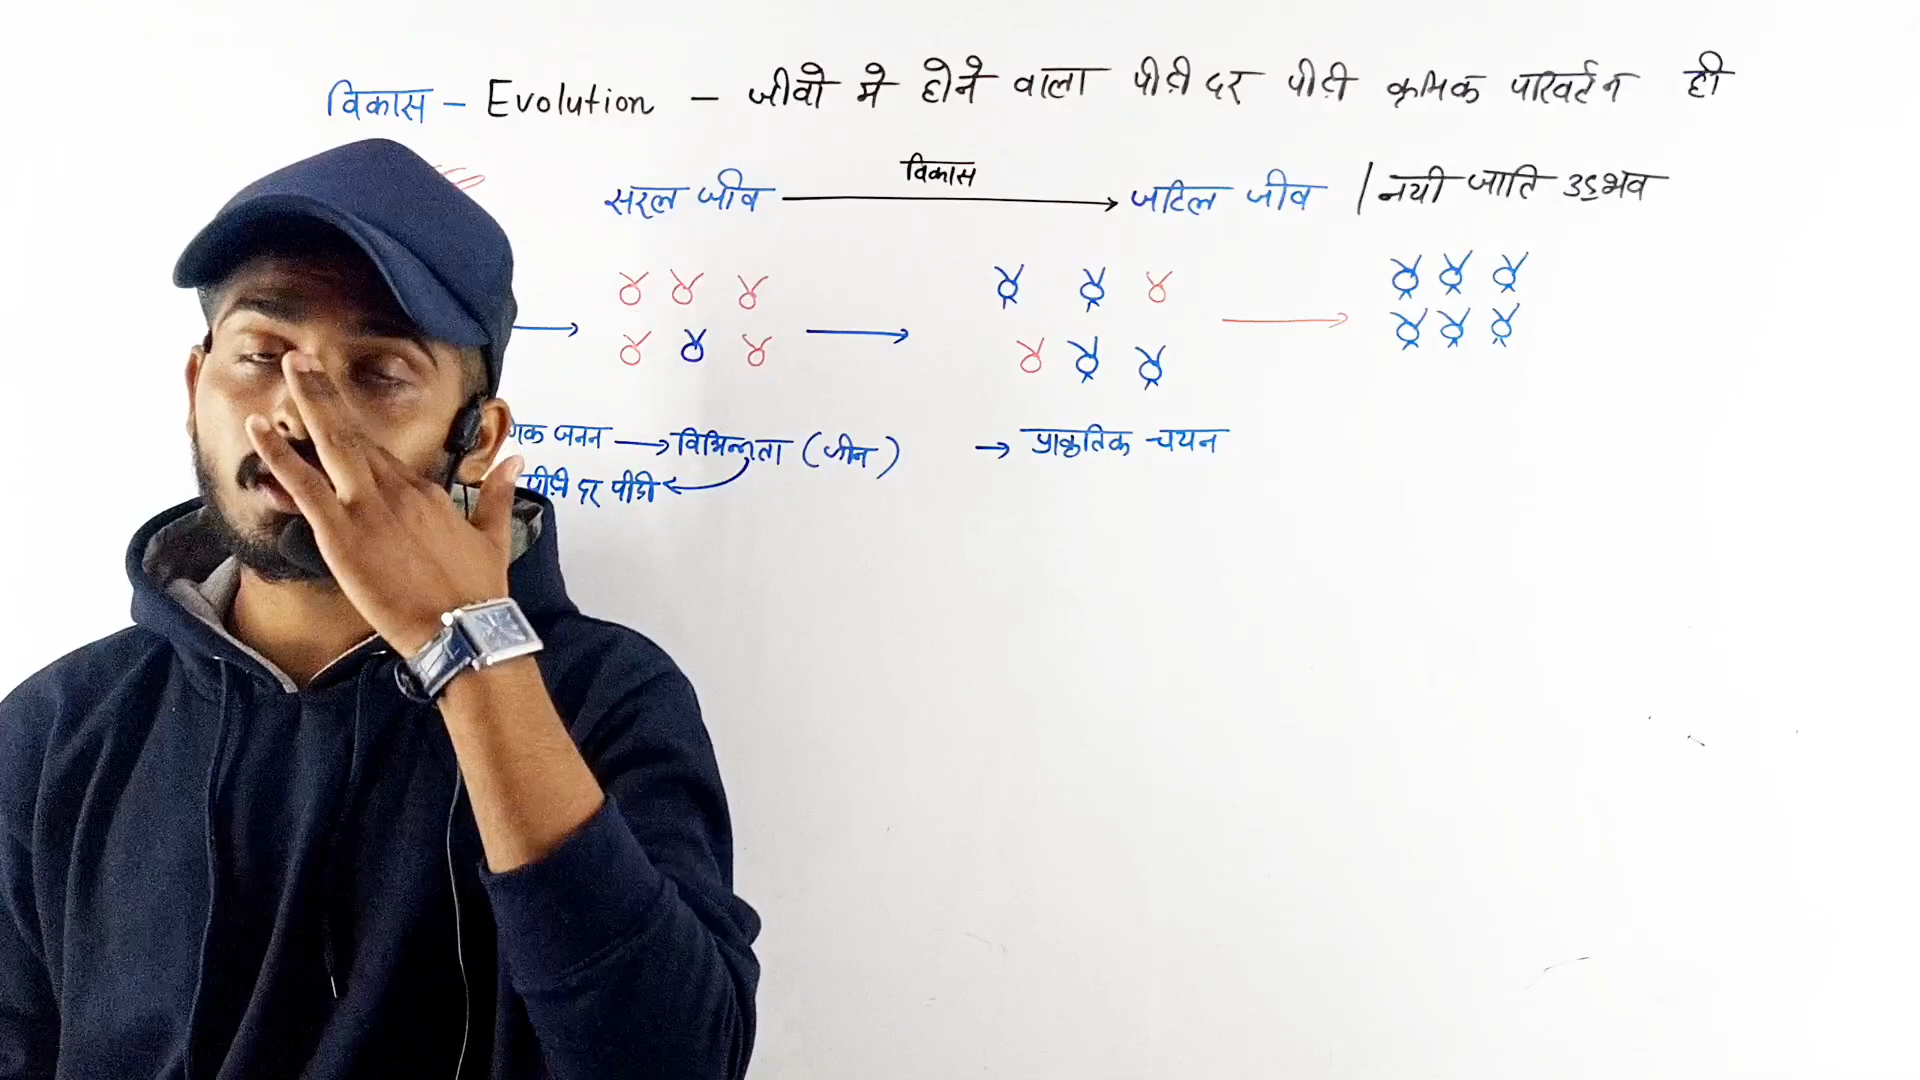 विकास - Evolution - जीवो मे होने वाला पीढ़ी दर पीढ़ी क्रमिक परिवर्तन ही
विकास
सरल जीव → जटिल जीव / नयी जाति उद्भव
जनन → विभिन्नता (जीन) → प्राकृतिक चयन
पीढ़ी दर पीढ़ी ←